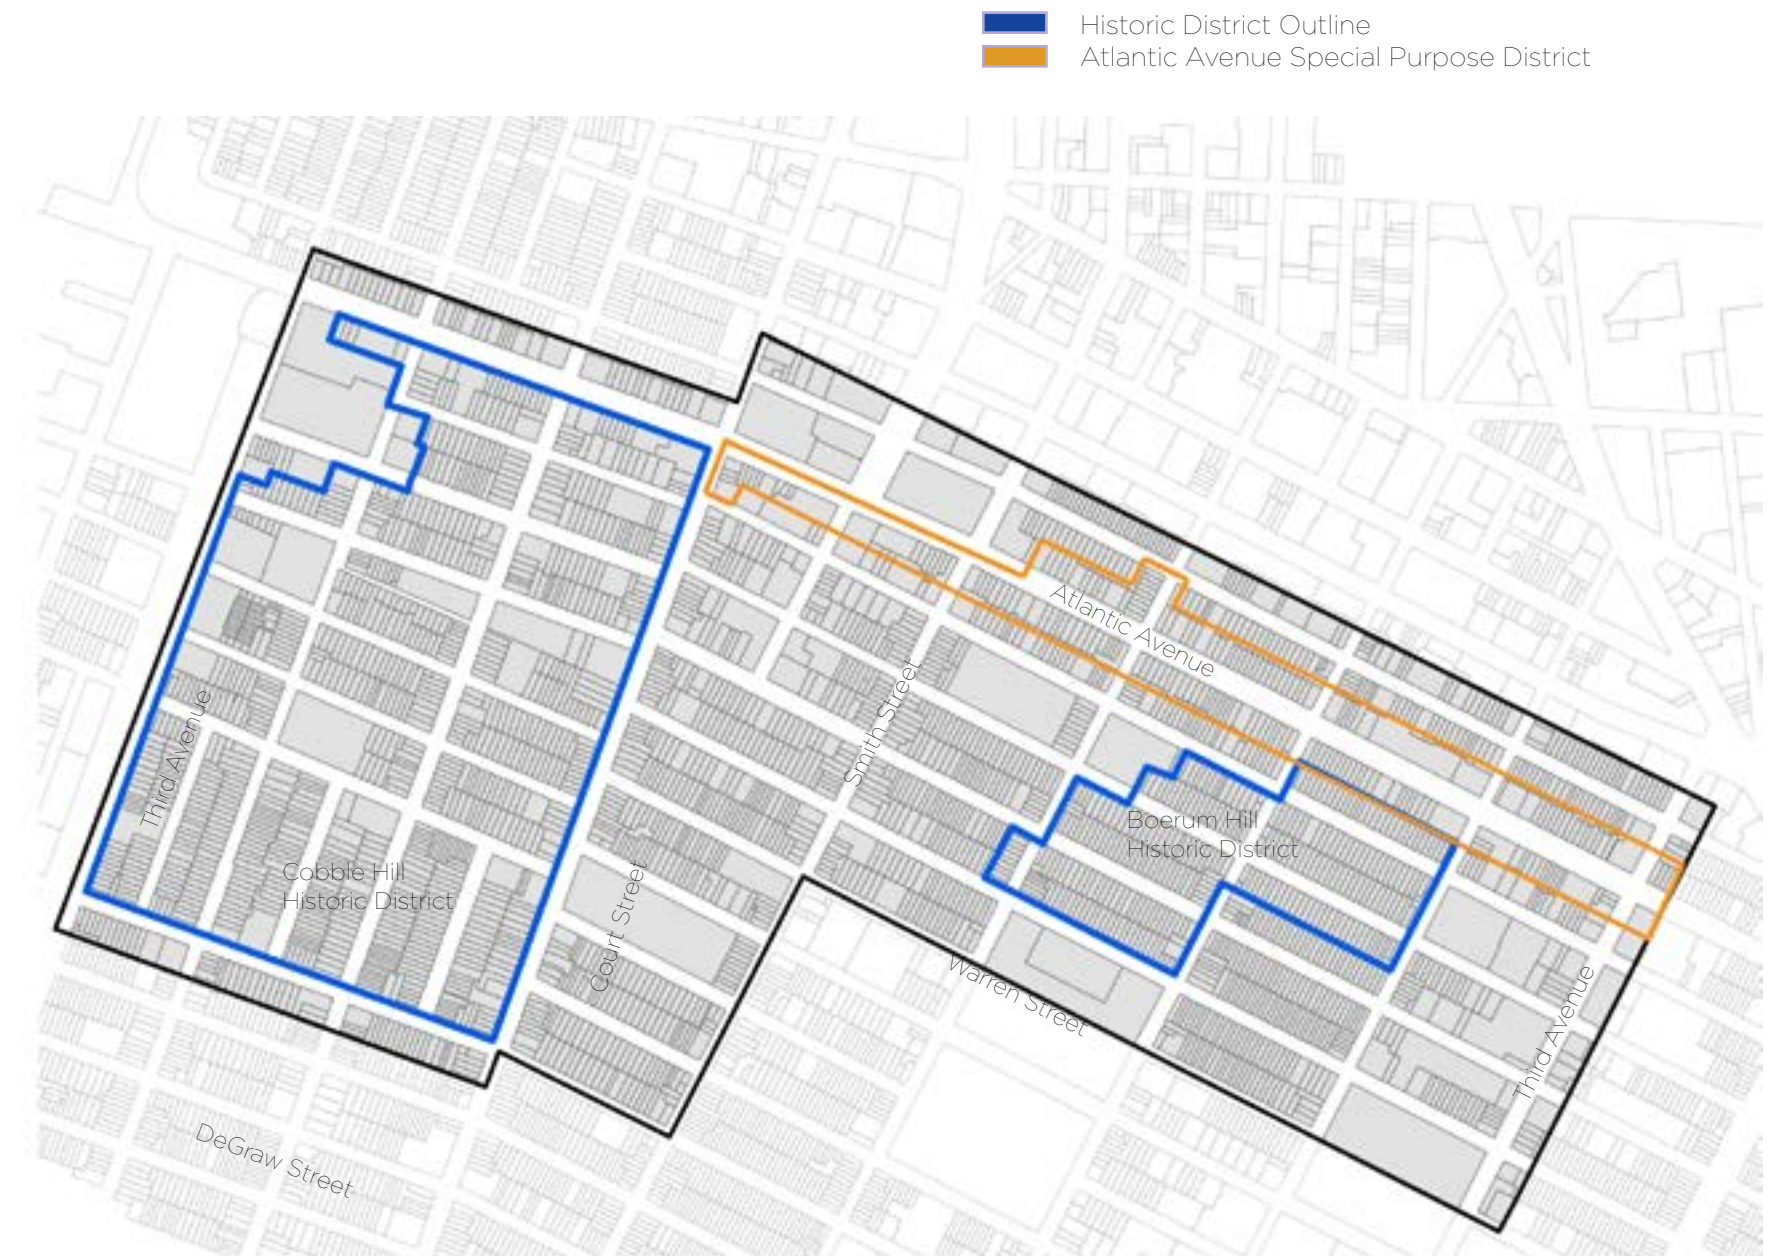 Historic District Outline
Atlantic Avenue Special Purpose District
Atlantic Avenue
Smith Street
Third Avenue
Boerum Hill
Historic District
Cobble Hill
Historic District
Court Street
Warren Street
Third Avenue
DeGraw Street